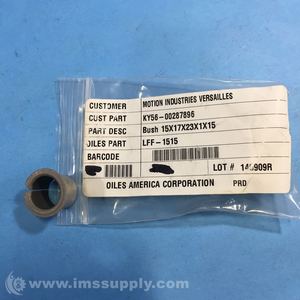 CUSTOMER MOTION INDUSTRIES VERSAILLES
CUST PART KY56-00287896
PART DESC Bush 15X17X23X1X15
OILES PART LFF-1515
BARCODE
LOT #
OILES AMERICA CORPORATION PRD
© www.imssupply.com